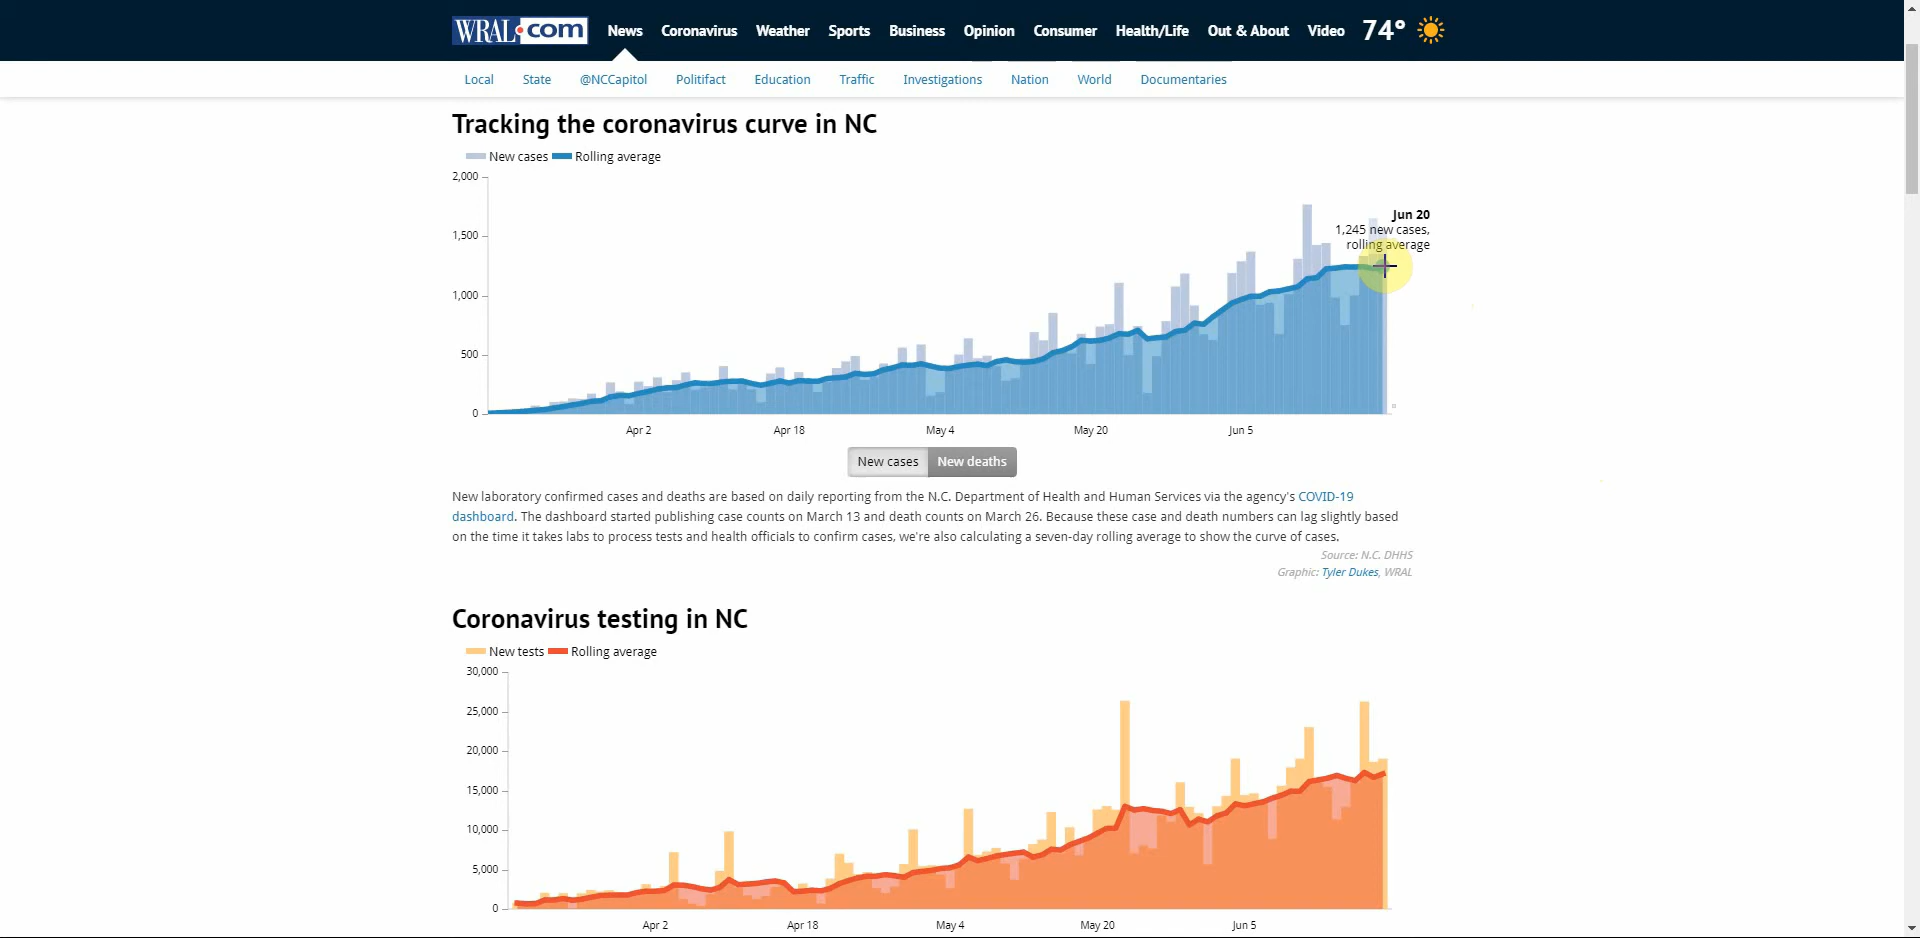 WRAL.com News Coronavirus Weather Sports Business Opinion Consumer Health/Life Out & About Video 74°
Local State @NCCapitol Politifact Education Traffic Investigations Nation World Documentaries
Tracking the coronavirus curve in NC
New cases Rolling average
2,000
1,500
1,000
500
0
Jun 20
1,245 new cases,
rolling average
Apr 2 Apr 18 May 4 May 20 Jun 5
New cases New deaths
New laboratory confirmed cases and deaths are based on daily reporting from the N.C. Department of Health and Human Services via the agency's COVID-19
dashboard. The dashboard started publishing case counts on March 13 and death counts on March 26. Because these case and death numbers can lag slightly based
on the time it takes labs to process tests and health officials to confirm cases, we're also calculating a seven-day rolling average to show the curve of cases.
Source: N.C. DHHS
Graphic: Tyler Dukes, WRAL
Coronavirus testing in NC
New tests Rolling average
30,000
25,000
20,000
15,000
10,000
5,000
0
Apr 2 Apr 18 May 4 May 20 Jun 5